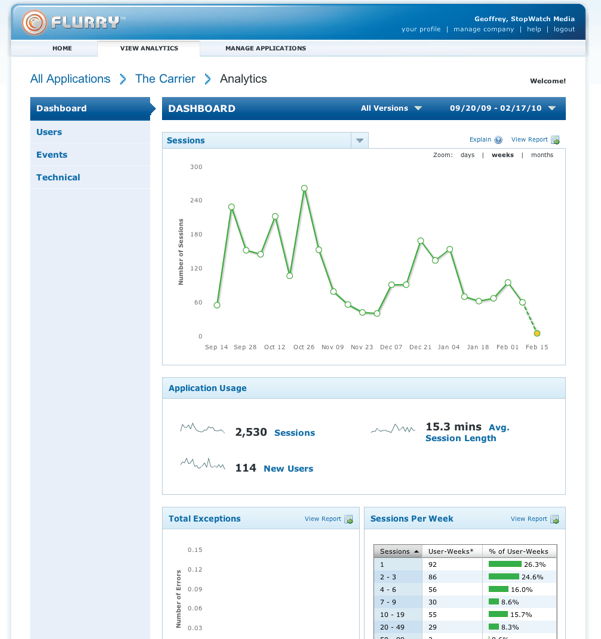 FLURRY
Geoffrey, StopWatch Media
your profile | manage company | help | logout
HOME VIEW ANALYTICS MANAGE APPLICATIONS
All Applications The Carrier Analytics
Welcome!
Dashboard
Users
Events
Technical
DASHBOARD All Versions 09/20/09 - 02/17/10
Sessions
Explain View Report
Zoom: days | weeks | months
300
240
180
120
60
0
Number of Sessions
Sep 14 Sep 28 Oct 12 Oct 26 Nov 09 Nov 23 Dec 07 Dec 21 Jan 04 Jan 18 Feb 01 Feb 15
Application Usage
2,530 Sessions
15.3 mins Avg. Session Length
114 New Users
Total Exceptions View Report
0.15
0.12
0.09
0.06
0.03
Number of Errors
Sessions Per Week View Report
Sessions User-Weeks* % of User-Weeks
1 92 26.3%
2 - 3 86 24.6%
4 - 6 56 16.0%
7 - 9 30 8.6%
10 - 19 55 15.7%
20 - 49 29 8.3%